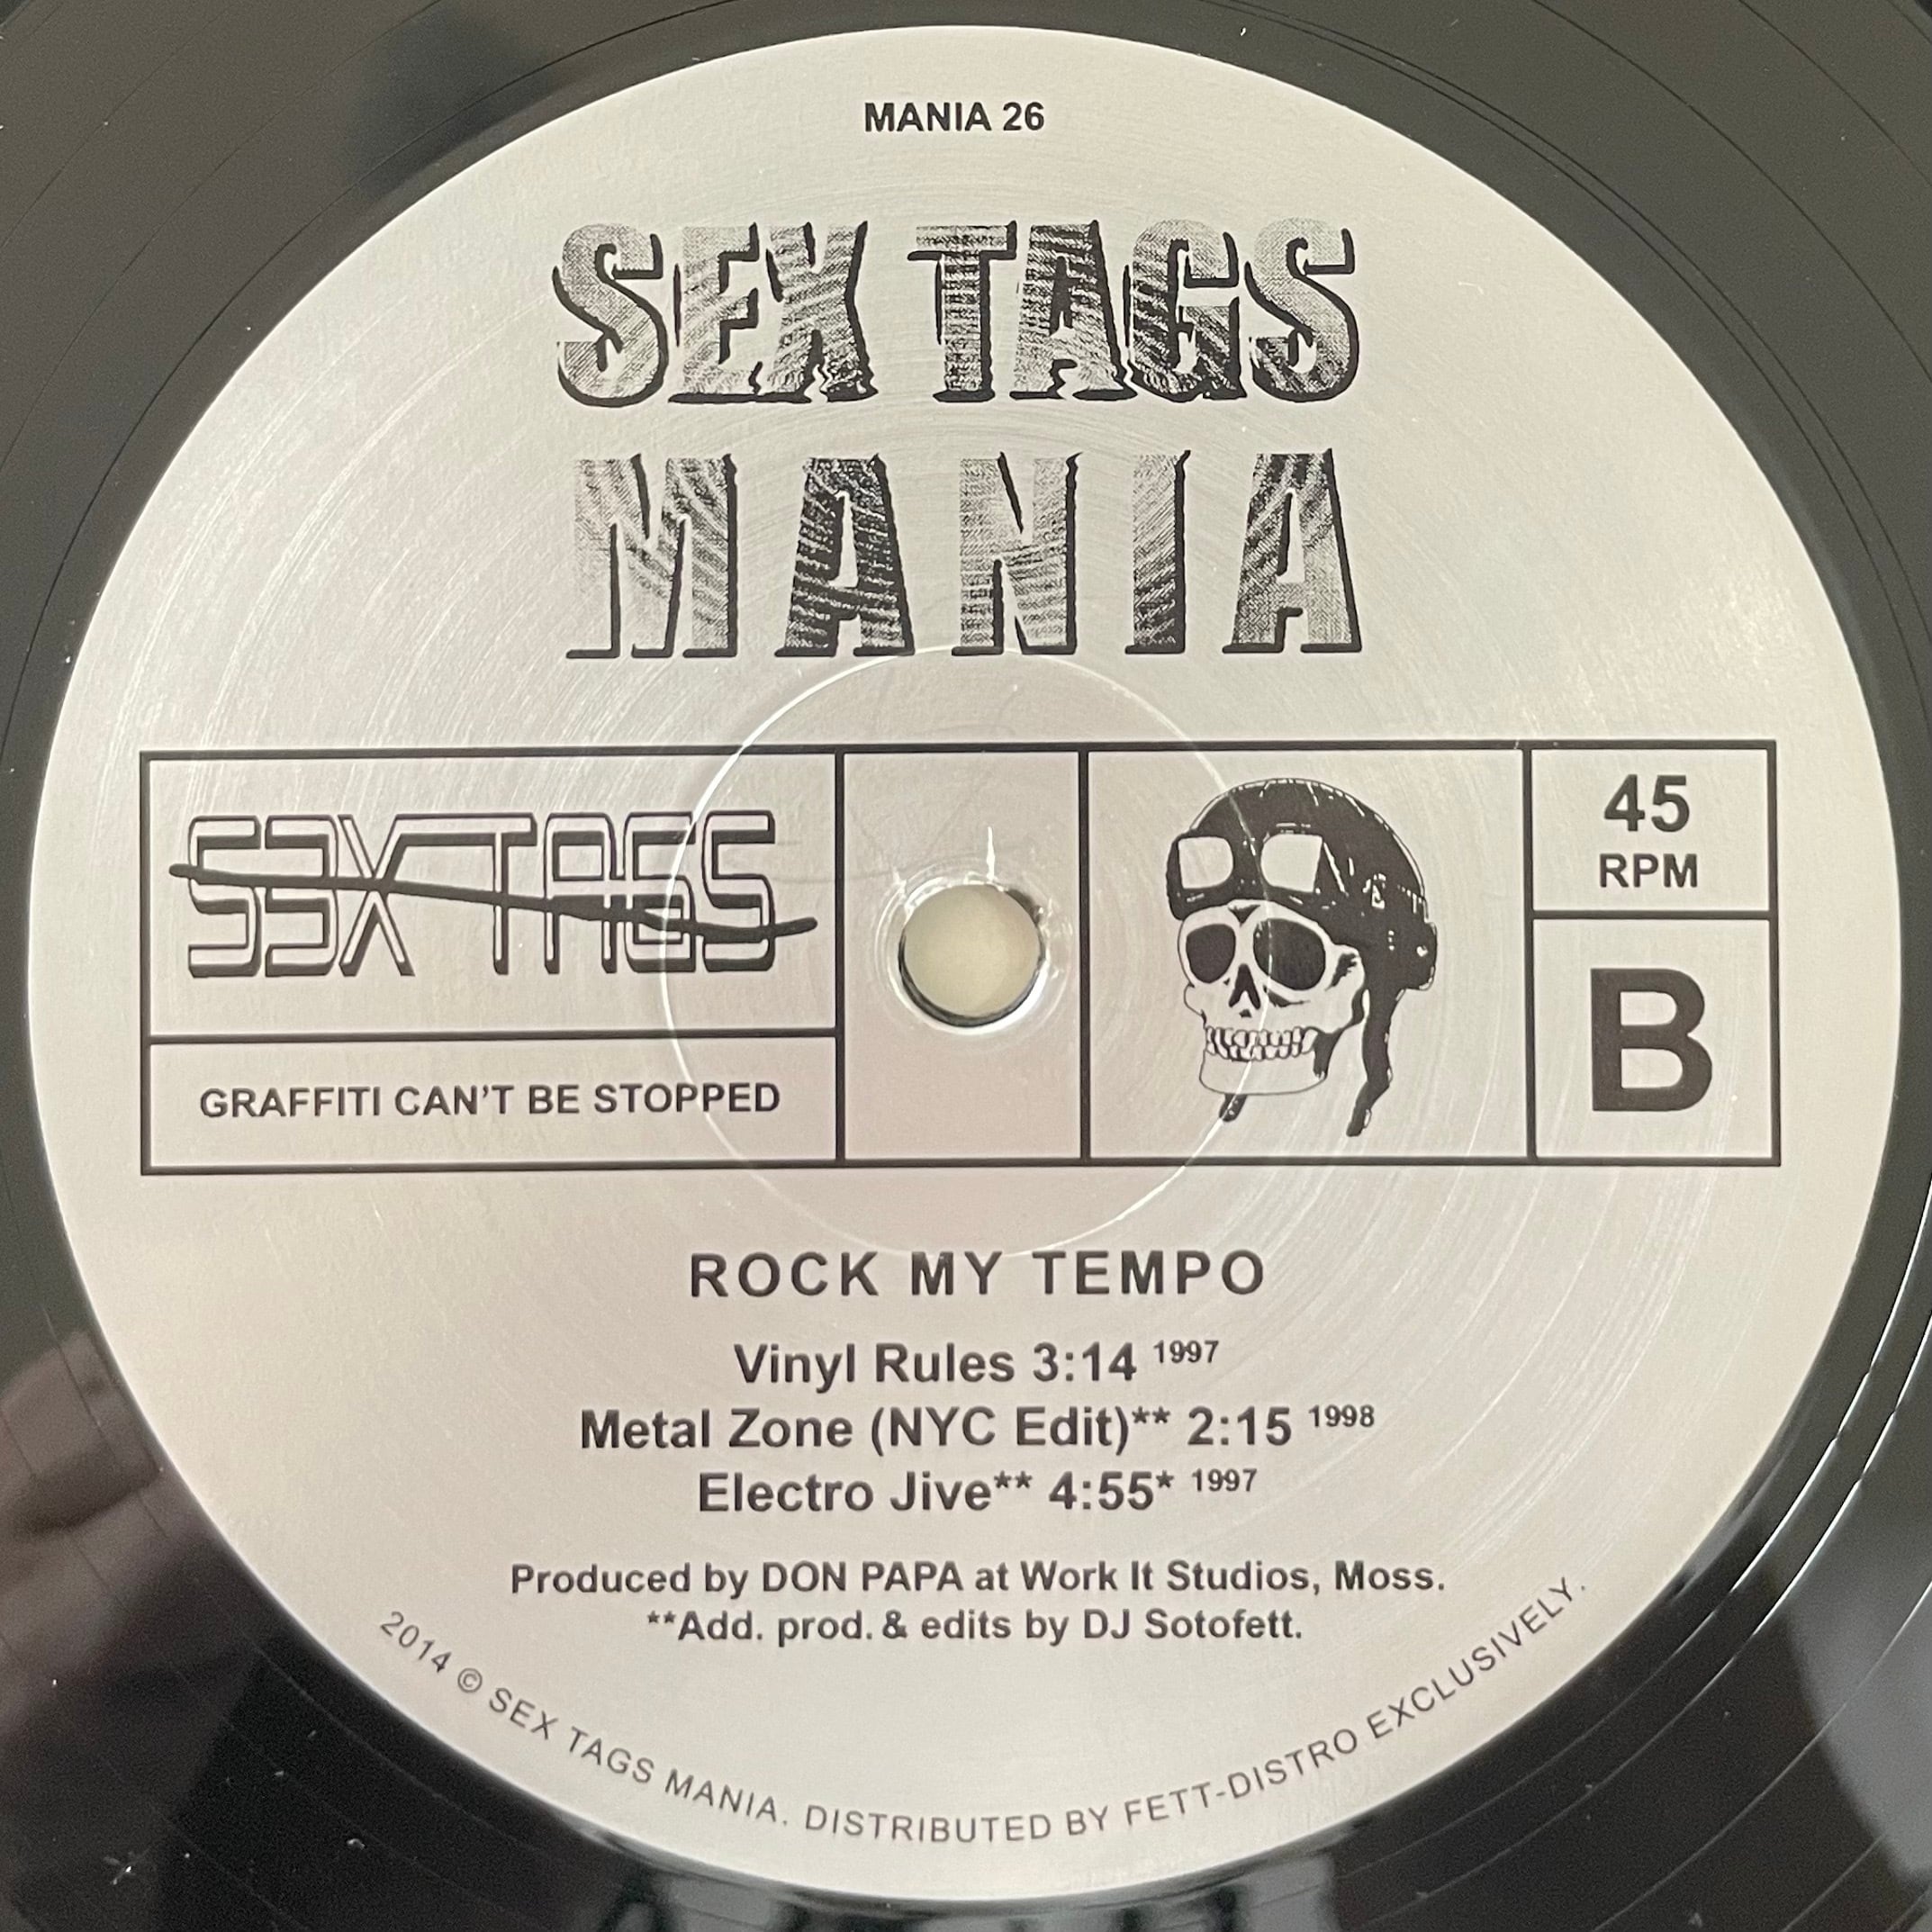 MANIA 26
SEX TAGS
MANIA
S3X TAGS
GRAFFITI CAN'T BE STOPPED
45
RPM
B
ROCK MY TEMPO
Vinyl Rules 3:14 1997
Metal Zone (NYC Edit)** 2:15 1998
Electro Jive** 4:55* 1997
Produced by DON PAPA at Work It Studios, Moss.
**Add. prod. & edits by DJ Sotofett.
2014 © SEX TAGS MANIA. DISTRIBUTED BY FETT-DISTRO EXCLUSIVELY.